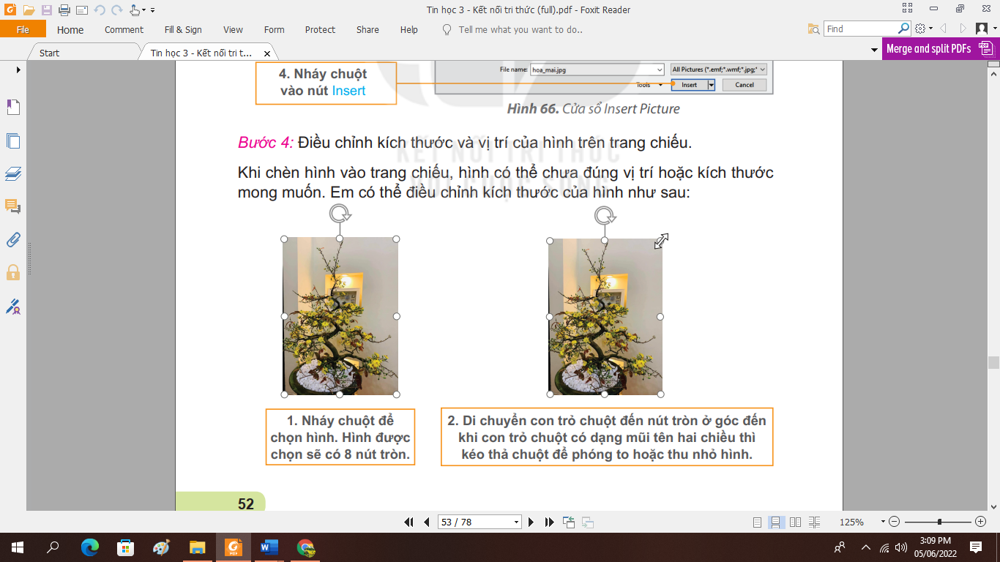 Tin học 3 - Kết nối tri thức (full).pdf - Foxit Reader
File Home Comment Fill & Sign View Form Protect Share Help Tell me what you want to do.. Find
Start Tin học 3 - Kết nối tri t... Merge and split PDFs
4. Nháy chuột
vào nút Insert
File name: hoa_mai.jpg All Pictures (*.emf;*.wmf;*.jpg;*
Tools Insert Cancel
Hình 66. Cửa sổ Insert Picture
Bước 4: Điều chỉnh kích thước và vị trí của hình trên trang chiếu.
KẾT NỐI TRI THỨC
Khi chèn hình vào trang chiếu, hình có thể chưa đúng vị trí hoặc kích thước
VỚI CUỘC SỐNG
mong muốn. Em có thể điều chỉnh kích thước của hình như sau:
1. Nháy chuột để
chọn hình. Hình được
chọn sẽ có 8 nút tròn.
2. Di chuyển con trỏ chuột đến nút tròn ở góc đến
khi con trỏ chuột có dạng mũi tên hai chiều thì
kéo thả chuột để phóng to hoặc thu nhỏ hình.
52
53 / 78 125%
3:09 PM
05/06/2022